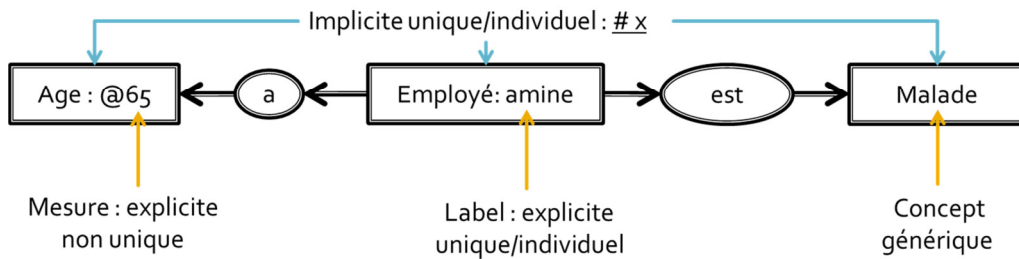 Implicite unique/individuel : # x
Age : @65
a
Employé: amine
est
Malade
Mesure : explicite
non unique
Label : explicite
unique/individuel
Concept
générique